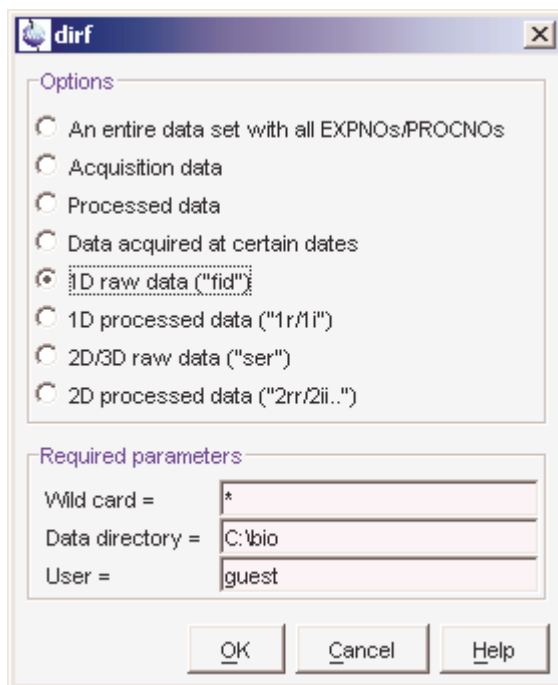 dirf
Options
An entire data set with all EXPNOs/PROCNOs
Acquisition data
Processed data
Data acquired at certain dates
1D raw data ("fid")
1D processed data ("1r/1i")
2D/3D raw data ("ser")
2D processed data ("2rr/2ii..")
Required parameters
Wild card = *
Data directory = C:\bio
User = guest
OK Cancel Help